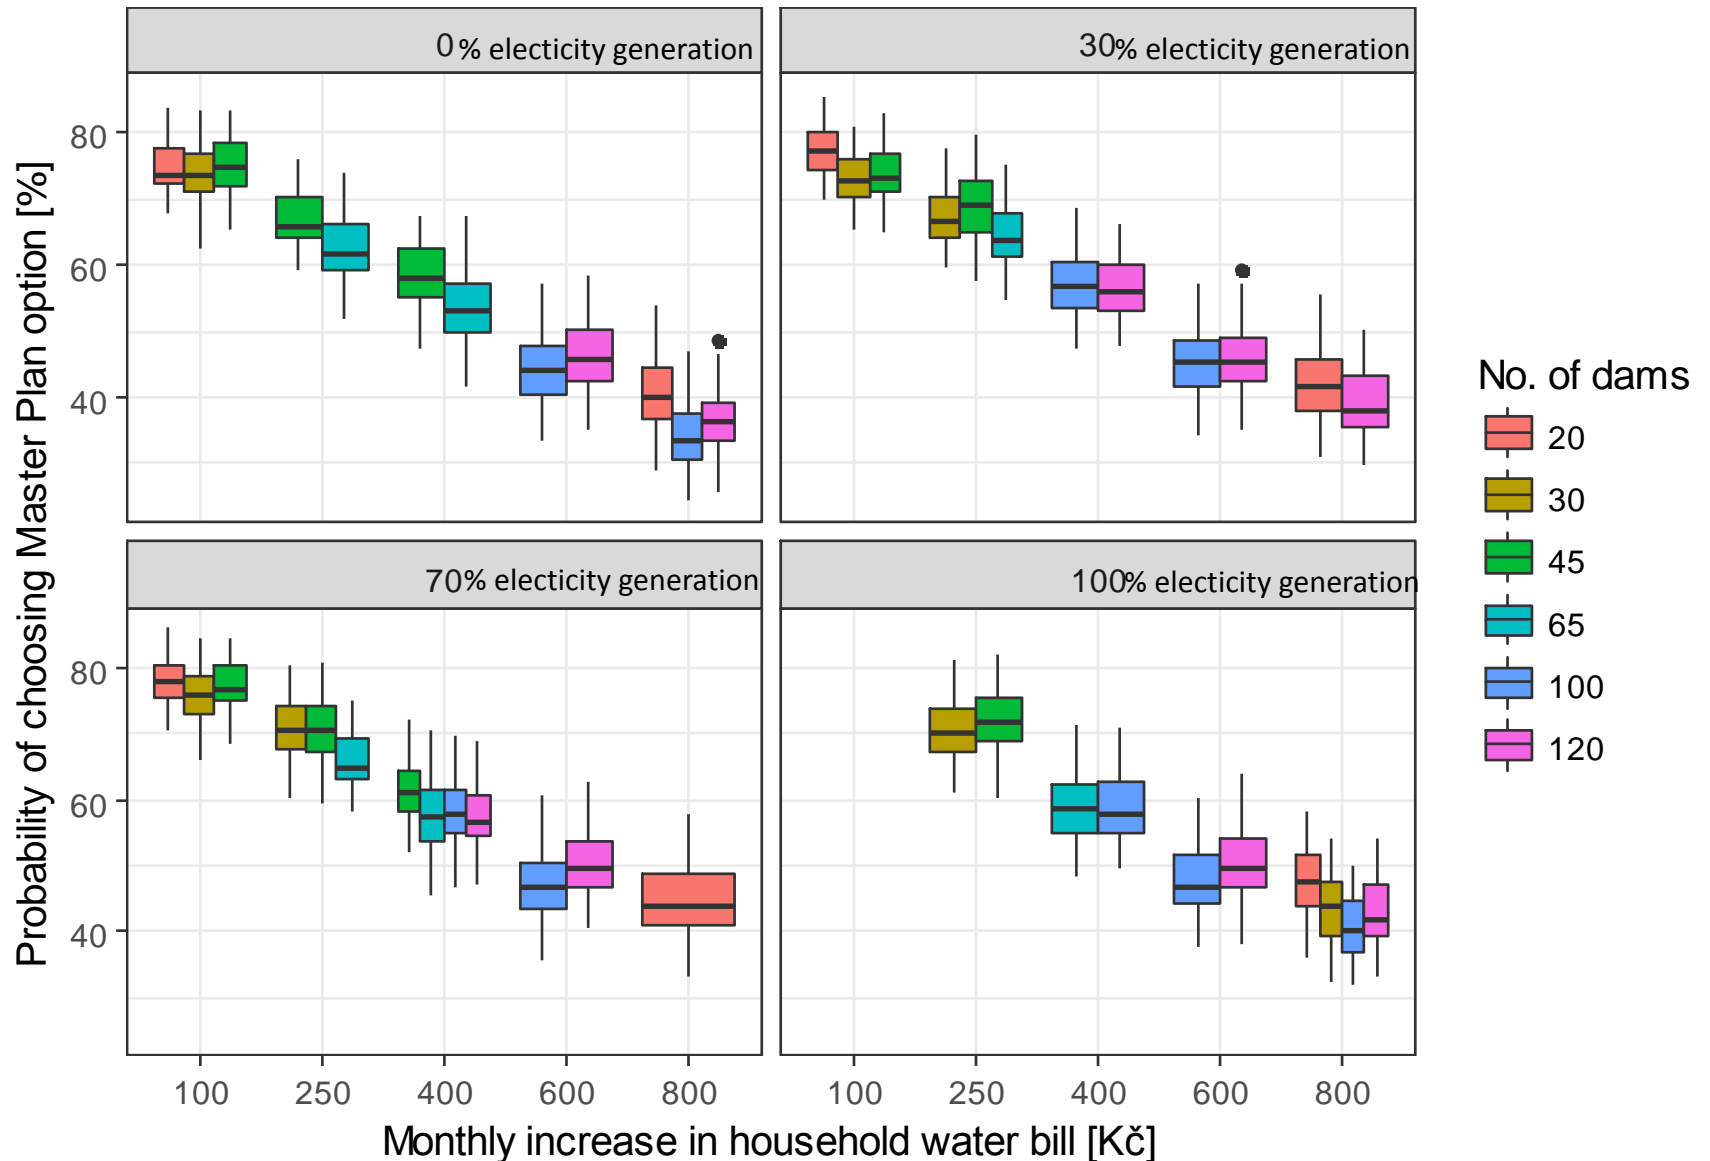 0% electicity generation
30% electicity generation
80
60
40
70% electicity generation
100% electicity generation
80
60
40
100 250 400 600 800
100 250 400 600 800
Monthly increase in household water bill [Kč]
Probability of choosing Master Plan option [%]
No. of dams
20
30
45
65
100
120